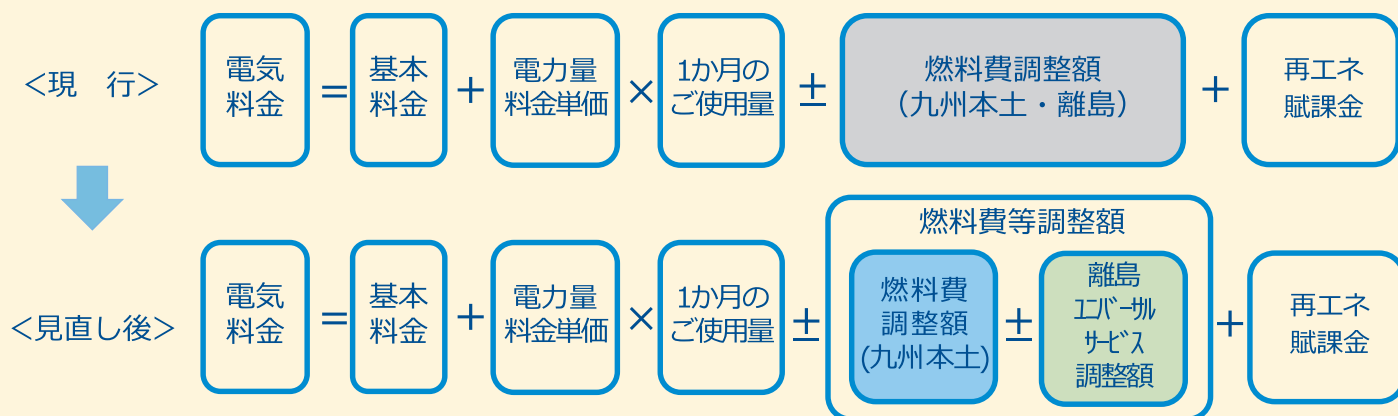 <現　行>
電気
料金
=
基本
料金
+
電力量
料金単価
×
1か月の
ご使用量
±
燃料費調整額
（九州本土・離島）
+
再エネ
賦課金
<見直し後>
電気
料金
=
基本
料金
+
電力量
料金単価
×
1か月の
ご使用量
±
燃料費等調整額
燃料費
調整額
(九州本土)
±
離島
ユニバーサル
サービス
調整額
+
再エネ
賦課金